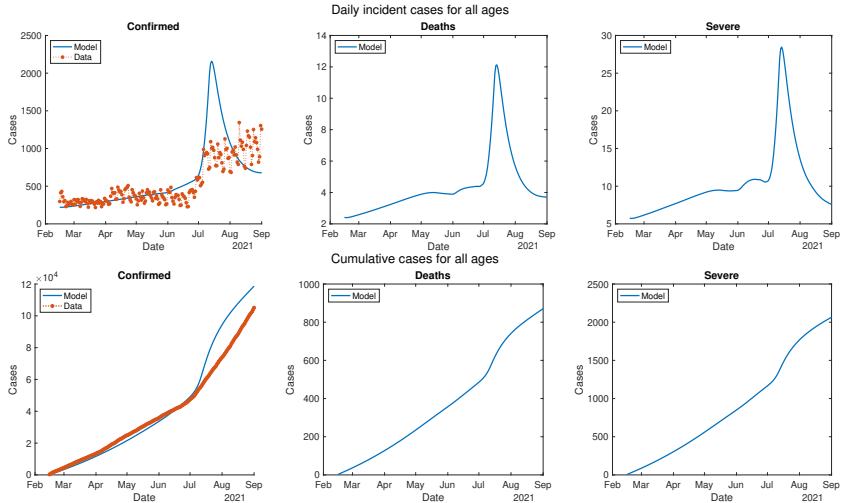 Daily incident cases for all ages
Confirmed
Deaths
Severe
Model
Data
Model
Model
2500
2000
1500
1000
500
0
14
12
10
8
6
4
2
30
25
20
15
10
5
Cases
Cases
Cases
Feb Mar Apr May Jun Jul Aug Sep
Feb Mar Apr May Jun Jul Aug Sep
Feb Mar Apr May Jun Jul Aug Sep
Date 2021
Date 2021
Date 2021
Cumulative cases for all ages
×10⁴
Confirmed
Deaths
Severe
Model
Data
Model
Model
12
10
8
6
4
2
0
1000
800
600
400
200
0
2500
2000
1500
1000
500
0
Cases
Cases
Cases
Feb Mar Apr May Jun Jul Aug Sep
Feb Mar Apr May Jun Jul Aug Sep
Feb Mar Apr May Jun Jul Aug Sep
Date 2021
Date 2021
Date 2021